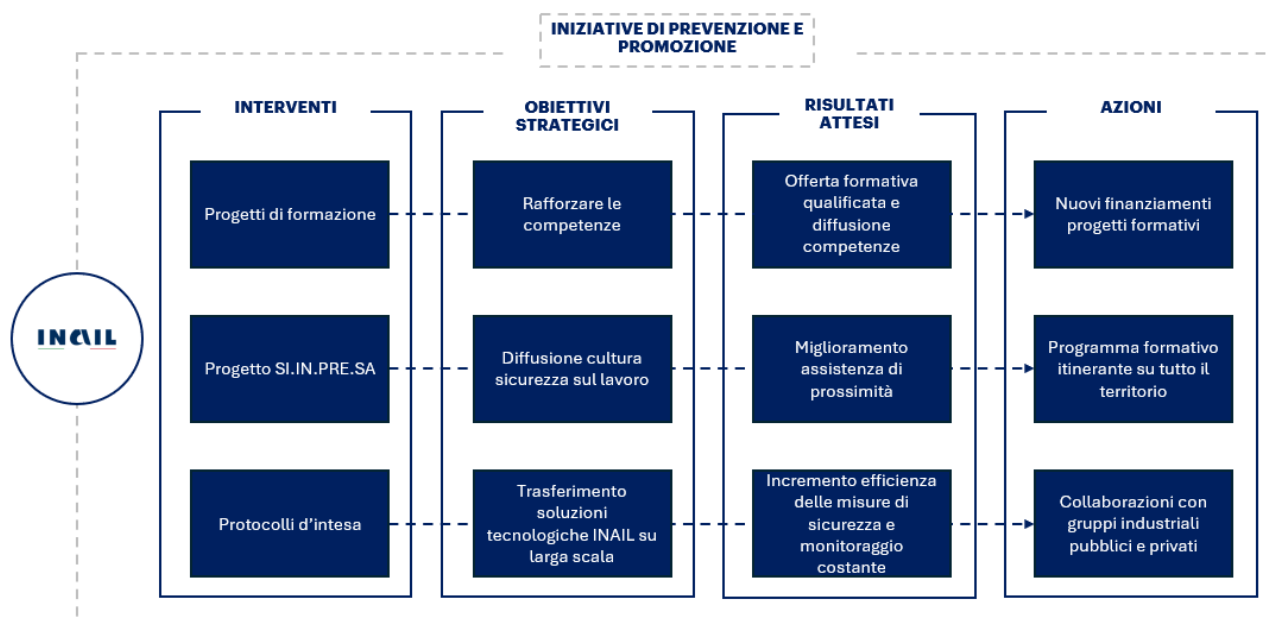 INIZIATIVE DI PREVENZIONE E
PROMOZIONE
INTERVENTI
OBIETTIVI
STRATEGICI
RISULTATI
ATTESI
AZIONI
Progetti di formazione
Rafforzare le
competenze
Offerta formativa
qualificata e
diffusione
competenze
Nuovi finanziamenti
progetti formativi
INAIL
Progetto SI.IN.PRE.SA
Diffusione cultura
sicurezza sul lavoro
Miglioramento
assistenza di
prossimità
Programma formativo
itinerante su tutto il
territorio
Protocolli d’intesa
Trasferimento
soluzioni
tecnologiche INAIL su
larga scala
Incremento efficienza
delle misure di
sicurezza e
monitoraggio
costante
Collaborazioni con
gruppi industriali
pubblici e privati